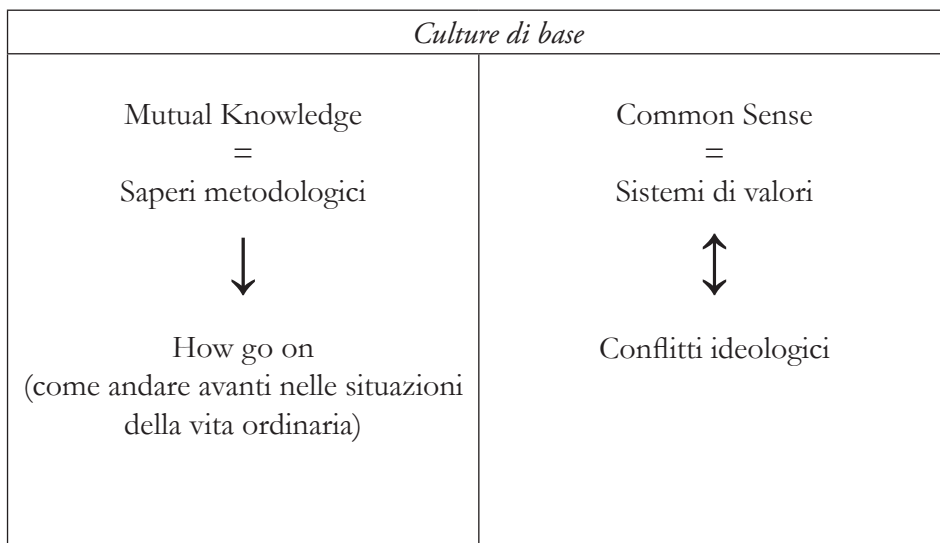 Culture di base
Mutual Knowledge
=
Saperi metodologici
How go on
(come andare avanti nelle situazioni
della vita ordinaria)
Common Sense
=
Sistemi di valori
Conflitti ideologici